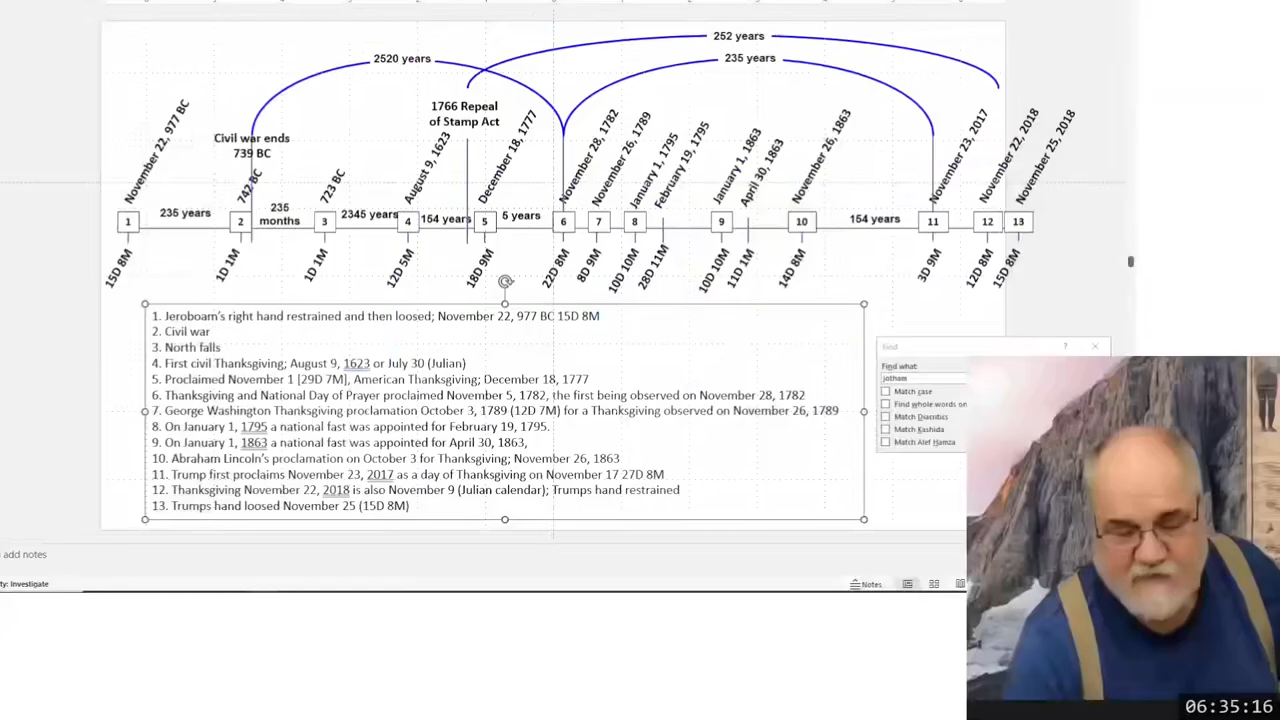 252 years
2520 years
235 years
1766 Repeal
of Stamp Act
Civil war ends
739 BC
November 22, 977 BC
742 BC
723 BC
August 9, 1623
December 18, 1777
November 28, 1782
November 26, 1789
January 1, 1795
February 19, 1795
January 1, 1863
April 30, 1863
November 26, 1863
November 23, 2017
November 22, 2018
November 25, 2018
1 235 years 2 235 months 3 2345 years 4 154 years 5 5 years 6 7 8 9 10 154 years 11 12 13
15D 8M
1D 1M
1D 1M
12D 5M
18D 9M
22D 8M
8D 9M
10D 10M
28D 11M
10D 10M
11D 1M
14D 8M
3D 9M
12D 8M
15D 8M
1. Jeroboam's right hand restrained and then loosed; November 22, 977 BC 15D 8M
2. Civil war
3. North falls
4. First civil Thanksgiving; August 9, 1623 or July 30 (Julian)
5. Proclaimed November 1 [29D 7M], American Thanksgiving; December 18, 1777
6. Thanksgiving and National Day of Prayer proclaimed November 5, 1782, the first being observed on November 28, 1782
7. George Washington Thanksgiving proclamation October 3, 1789 (12D 7M) for a Thanksgiving observed on November 26, 1789
8. On January 1, 1795 a national fast was appointed for February 19, 1795.
9. On January 1, 1863 a national fast was appointed for April 30, 1863,
10. Abraham Lincoln's proclamation on October 3 for Thanksgiving; November 26, 1863
11. Trump first proclaims November 23, 2017 as a day of Thanksgiving on November 17 27D 8M
12. Thanksgiving November 22, 2018 is also November 9 (Julian calendar); Trumps hand restrained
13. Trumps hand loosed November 25 (15D 8M)
Find ? ×
Find what:
jotham
Match case
Find whole words on
Match Diacritics
Match Kashida
Match Alef Hamza
add notes
ty: Investigate
Notes
06:35:16